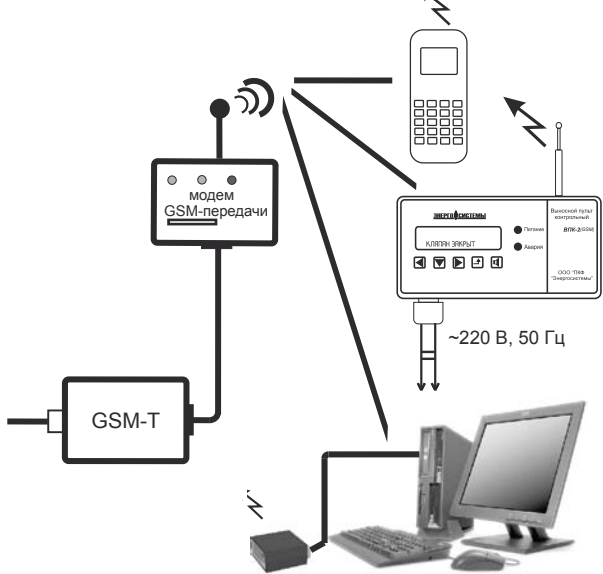 модем
GSM-передачи
ЭНЕРГОСИСТЕМЫ
КЛАПАН ЗАКРЫТ
Питание
Авария
Выносной пульт
контрольный
ВПК-2(GSM)
ООО "ПКФ
"Энергосистемы"
~220 В, 50 Гц
GSM-T